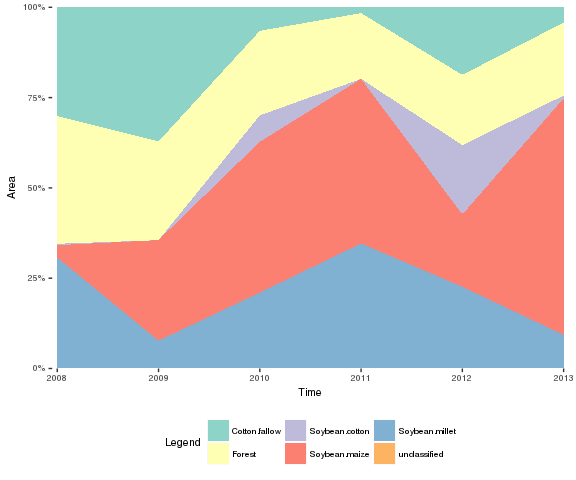 100%
75%
50%
25%
0%
Area
2008 2009 2010 2011 2012 2013
Time
Legend
Cotton.fallow Soybean.cotton Soybean.millet
Forest Soybean.maize unclassified